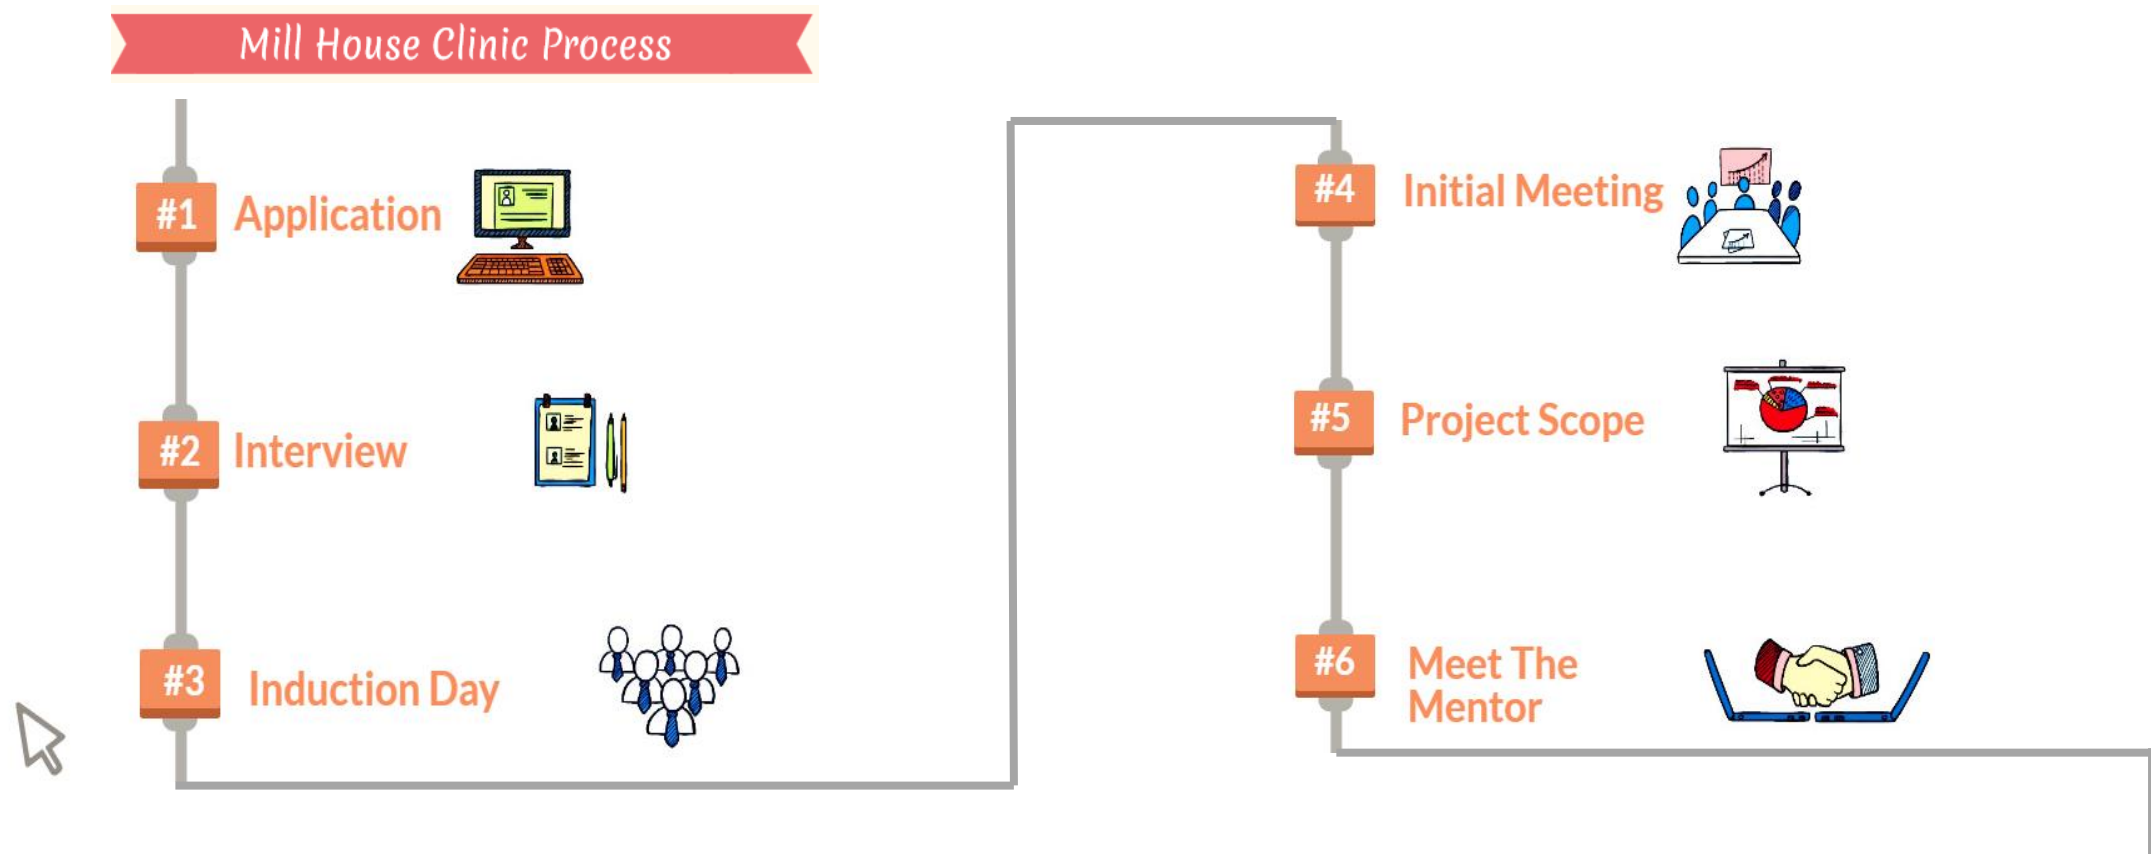 Mill House Clinic Process
#1 Application
#2 Interview
#3 Induction Day
#4 Initial Meeting
#5 Project Scope
#6 Meet The
Mentor